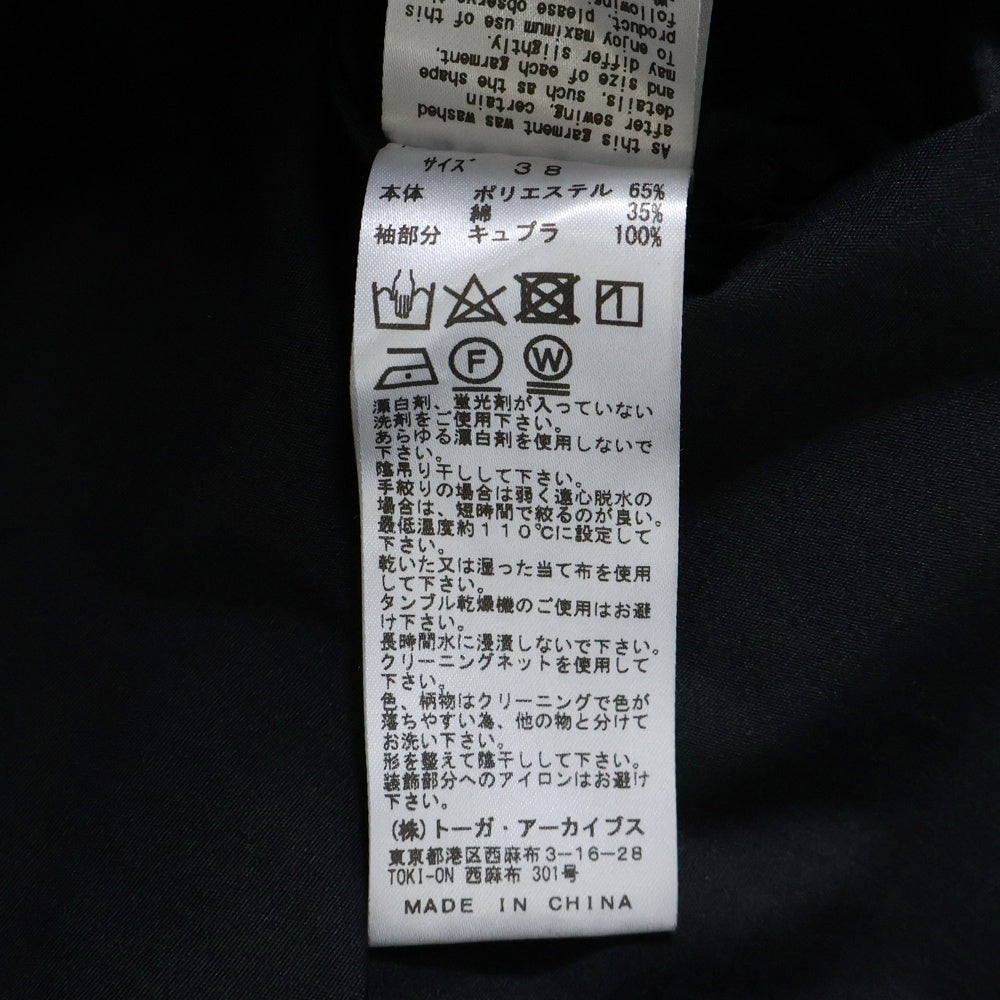 As this garment was washed
after sewing, certain
details, such as the shape
and size of each garment,
may differ slightly.
To enjoy maximum use of this
product, please observe
following
サイズ 38
本体 ポリエステル 65%
綿 35%
袖部分 キュプラ 100%
F W
漂白剤、蛍光剤が入っていない
洗剤をご使用下さい。
あらゆる漂白剤を使用しないで
下さい。
陰吊り干しして下さい。
手絞りの場合は弱く遠心脱水の
場合は、短時間で絞るのが良い。
最低温度約110℃に設定して
下さい。
乾いた又は湿った当て布を使用
して下さい。
タンブル乾燥機のご使用はお避
け下さい。
長時間水に浸漬しないで下さい。
クリーニングネットを使用して
下さい。
色、柄物はクリーニングで色が
落ちやすい為、他の物と分けて
お洗い下さい。
形を整えて陰干しして下さい。
装飾部分へのアイロンはお避け
下さい。
(株)トーガ・アーカイブス
東京都港区西麻布3-16-28
TOKI-ON 西麻布 301号
MADE IN CHINA